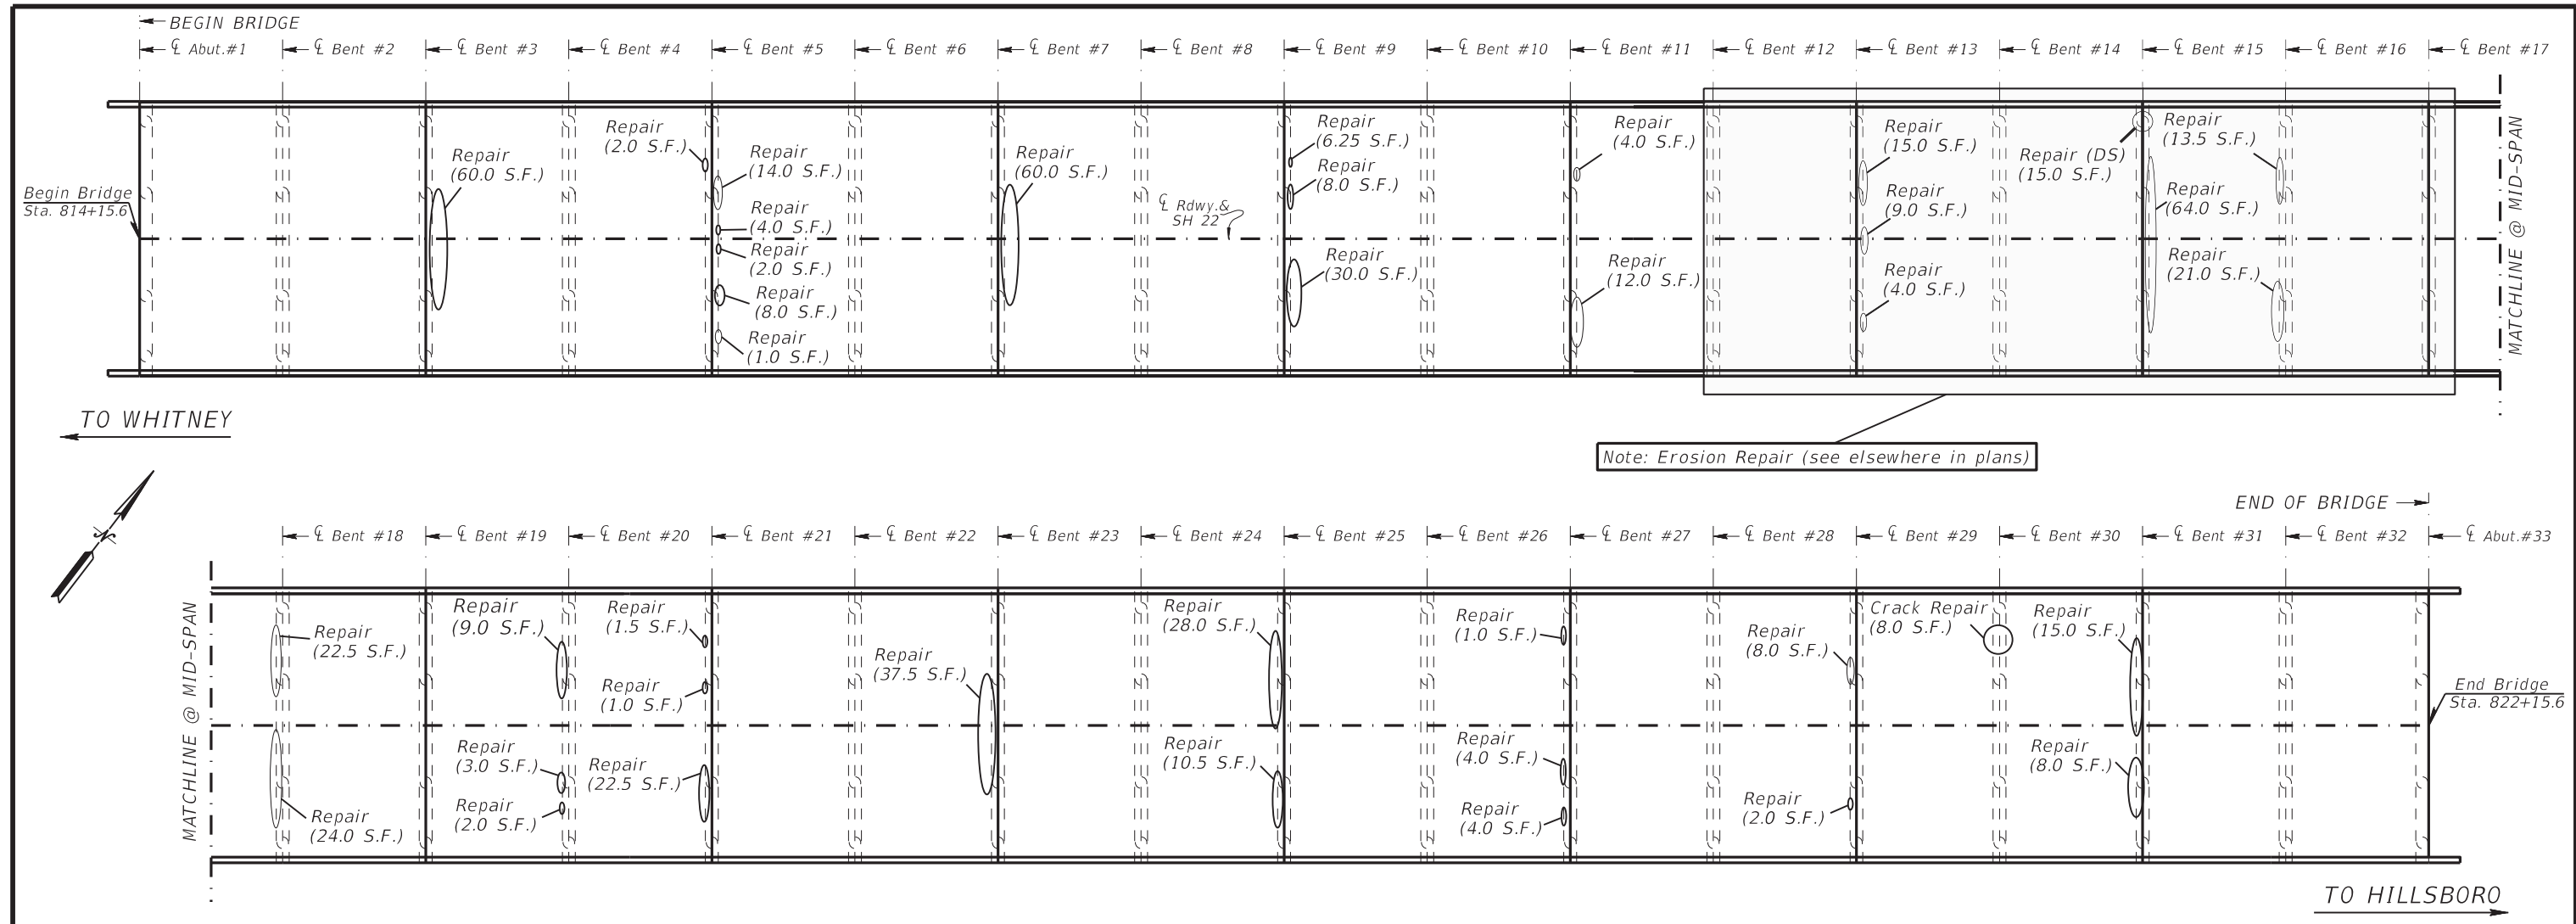 BEGIN BRIDGE
℄ Abut.#1
℄ Bent #2
℄ Bent #3
℄ Bent #4
℄ Bent #5
℄ Bent #6
℄ Bent #7
℄ Bent #8
℄ Bent #9
℄ Bent #10
℄ Bent #11
℄ Bent #12
℄ Bent #13
℄ Bent #14
℄ Bent #15
℄ Bent #16
℄ Bent #17
Begin Bridge
Sta. 814+15.6
Repair
(60.0 S.F.)
Repair
(2.0 S.F.)
Repair
(14.0 S.F.)
Repair
(4.0 S.F.)
Repair
(2.0 S.F.)
Repair
(8.0 S.F.)
Repair
(1.0 S.F.)
Repair
(60.0 S.F.)
℄ Rdwy.&
SH 22
Repair
(6.25 S.F.)
Repair
(8.0 S.F.)
Repair
(30.0 S.F.)
Repair
(4.0 S.F.)
Repair
(12.0 S.F.)
Repair
(15.0 S.F.)
Repair
(9.0 S.F.)
Repair
(4.0 S.F.)
Repair (DS)
(15.0 S.F.)
Repair
(13.5 S.F.)
Repair
(64.0 S.F.)
Repair
(21.0 S.F.)
MATCHLINE @ MID-SPAN
TO WHITNEY
Note: Erosion Repair (see elsewhere in plans)
END OF BRIDGE
℄ Bent #18
℄ Bent #19
℄ Bent #20
℄ Bent #21
℄ Bent #22
℄ Bent #23
℄ Bent #24
℄ Bent #25
℄ Bent #26
℄ Bent #27
℄ Bent #28
℄ Bent #29
℄ Bent #30
℄ Bent #31
℄ Bent #32
℄ Abut.#33
MATCHLINE @ MID-SPAN
Repair
(22.5 S.F.)
Repair
(24.0 S.F.)
Repair
(9.0 S.F.)
Repair
(3.0 S.F.)
Repair
(2.0 S.F.)
Repair
(1.5 S.F.)
Repair
(1.0 S.F.)
Repair
(22.5 S.F.)
Repair
(37.5 S.F.)
Repair
(28.0 S.F.)
Repair
(10.5 S.F.)
Repair
(1.0 S.F.)
Repair
(4.0 S.F.)
Repair
(4.0 S.F.)
Repair
(8.0 S.F.)
Repair
(2.0 S.F.)
Crack Repair
(8.0 S.F.)
Repair
(15.0 S.F.)
Repair
(8.0 S.F.)
End Bridge
Sta. 822+15.6
TO HILLSBORO